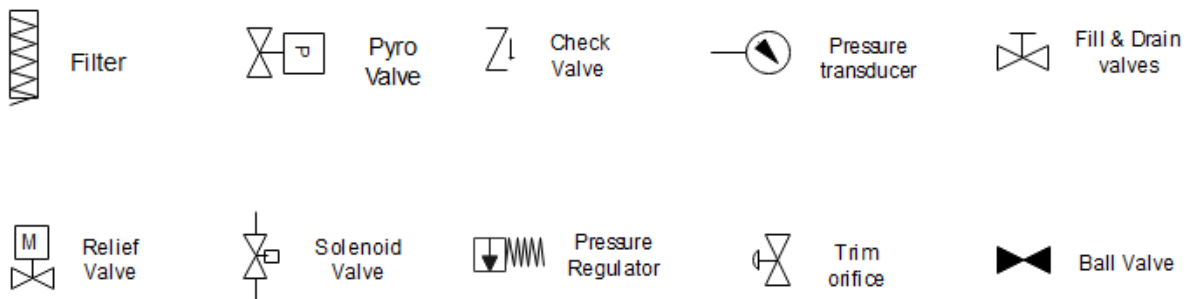 Filter
P
Pyro
Valve
Check
Valve
Pressure
transducer
Fill & Drain
valves
M
Relief
Valve
Solenoid
Valve
Pressure
Regulator
Trim
orifice
Ball Valve